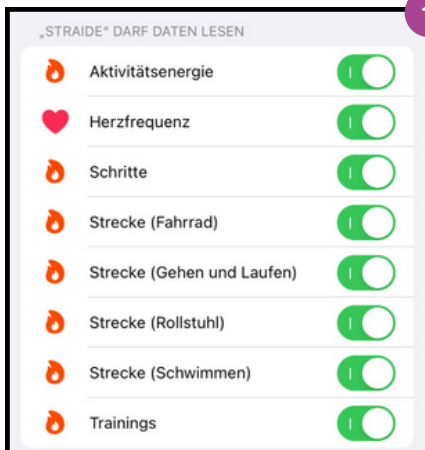 „STRAIDE“ DARF DATEN LESEN
Aktivitätsenergie
Herzfrequenz
Schritte
Strecke (Fahrrad)
Strecke (Gehen und Laufen)
Strecke (Rollstuhl)
Strecke (Schwimmen)
Trainings